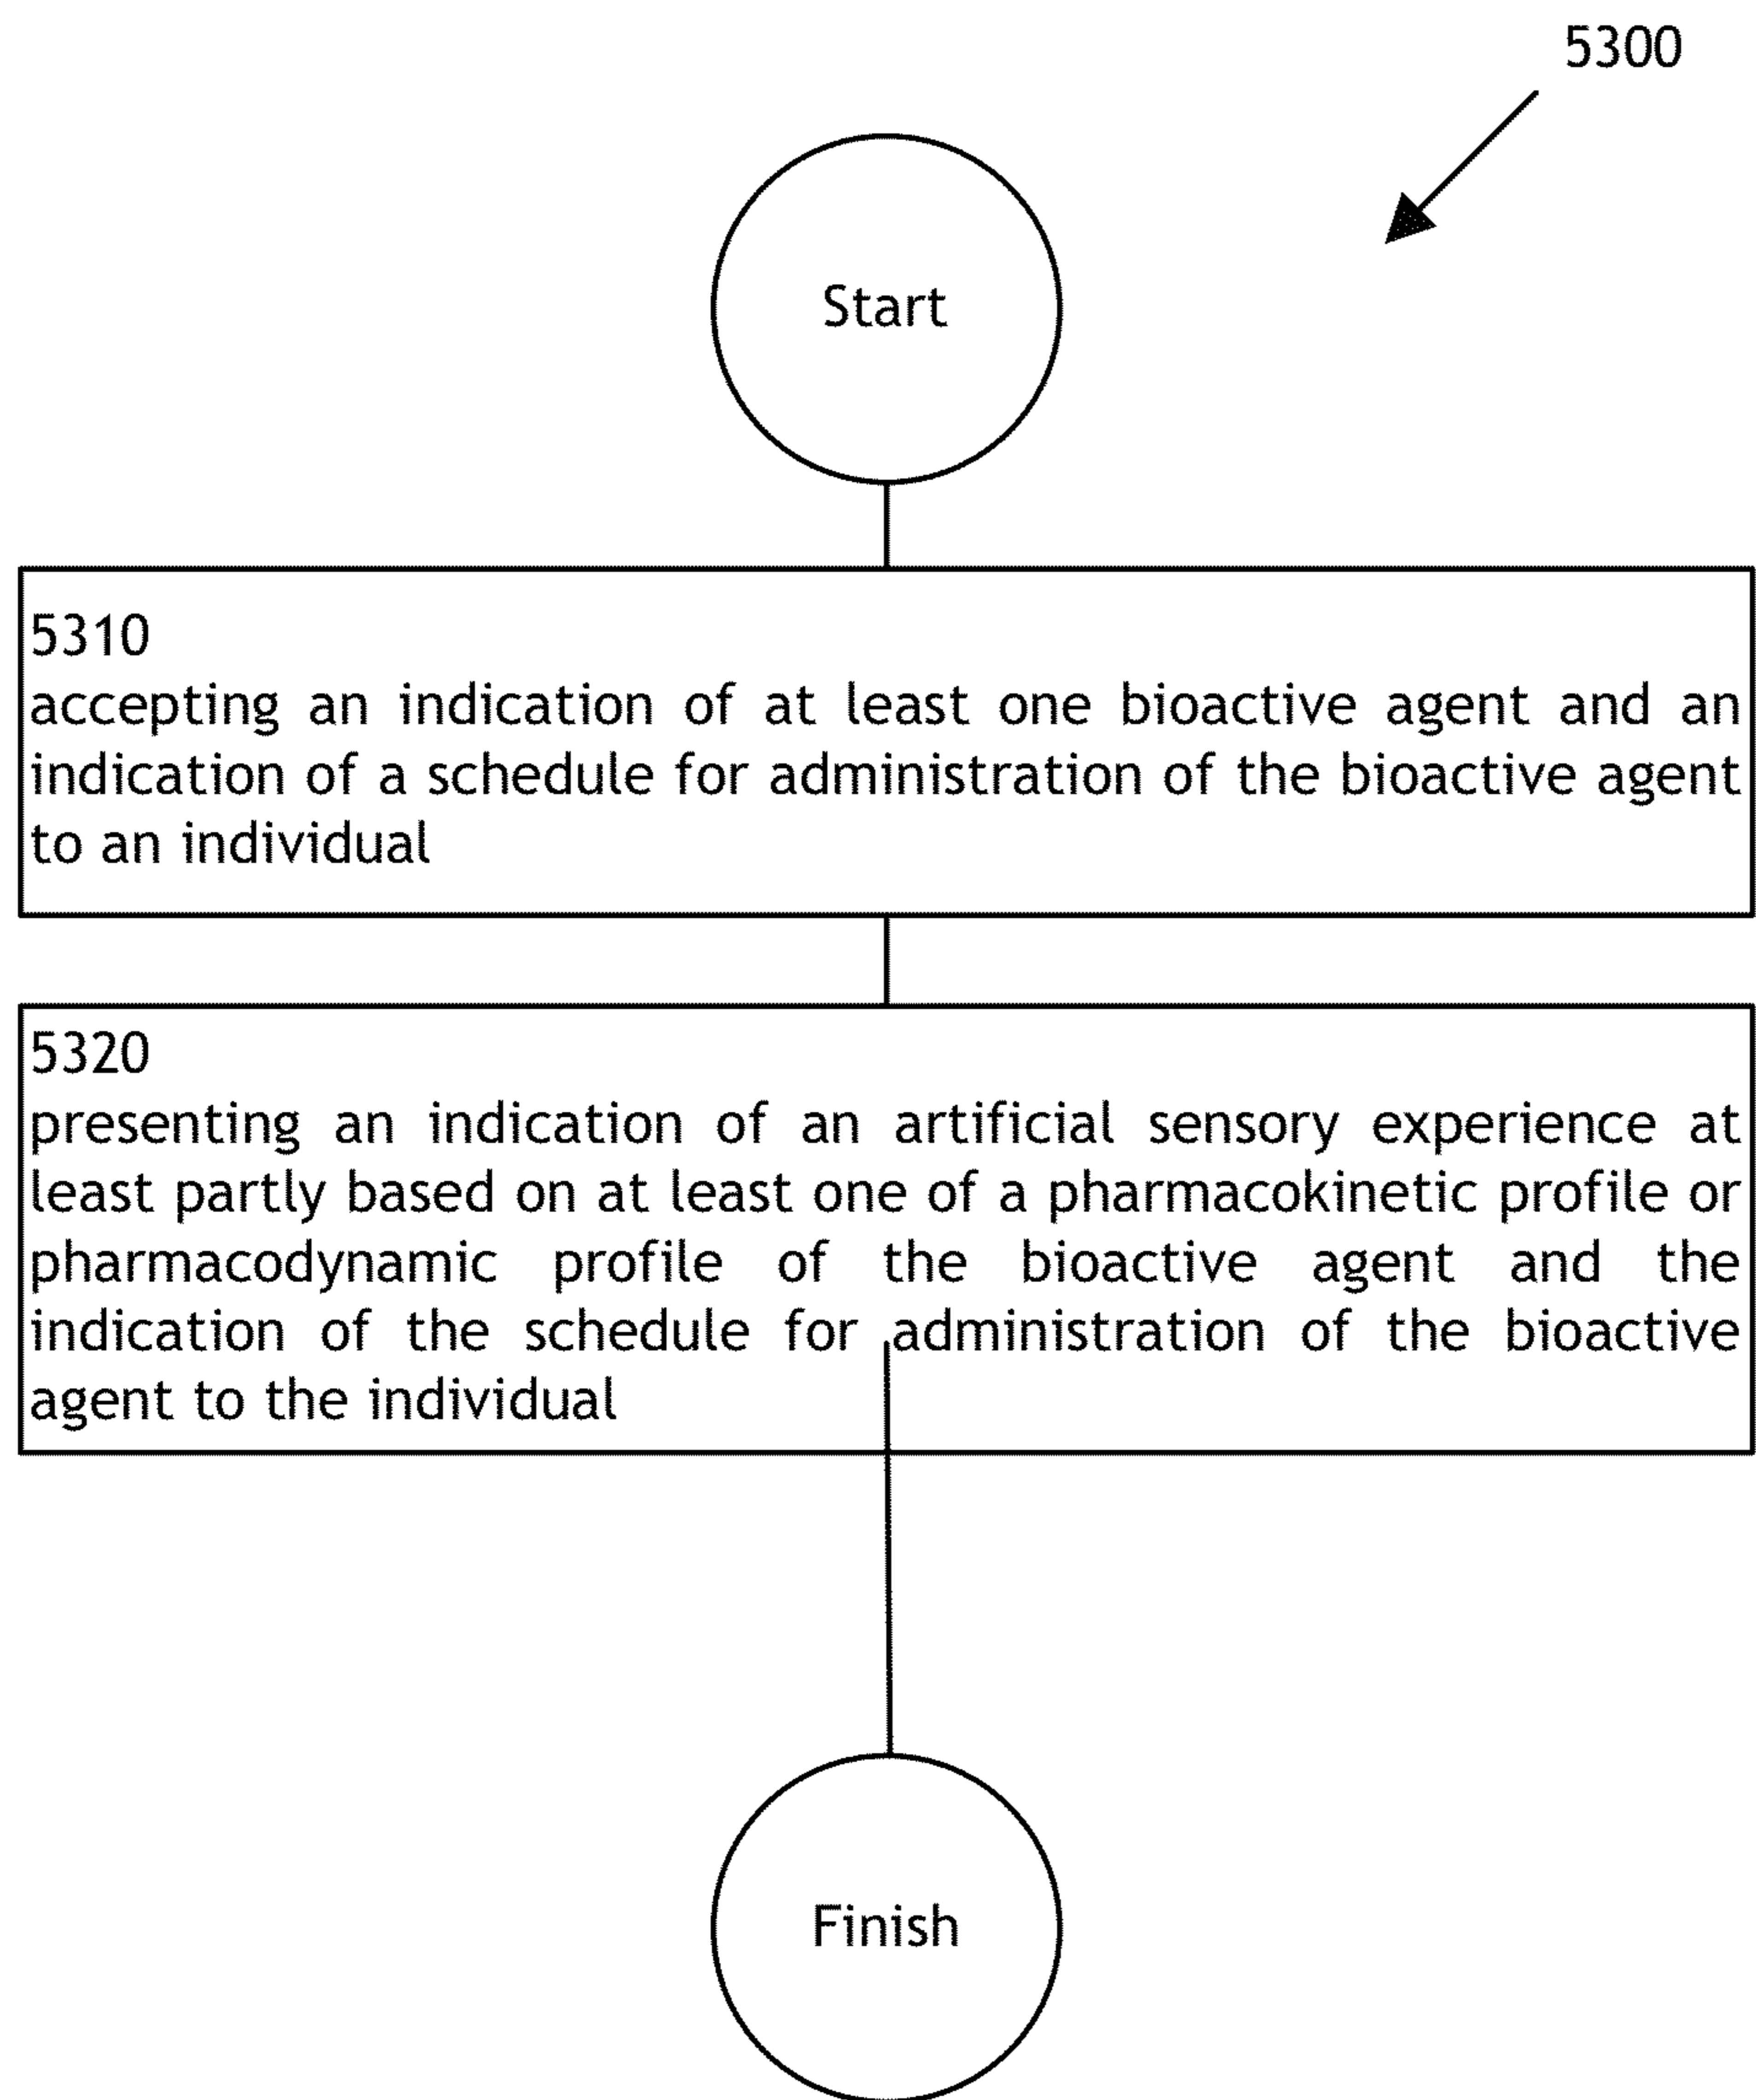 5300
Start
5310
accepting an indication of at least one bioactive agent and an
indication of a schedule for administration of the bioactive agent
to an individual
5320
presenting an indication of an artificial sensory experience at
least partly based on at least one of a pharmacokinetic profile or
pharmacodynamic profile of the bioactive agent and the
indication of the schedule for administration of the bioactive
agent to the individual
Finish